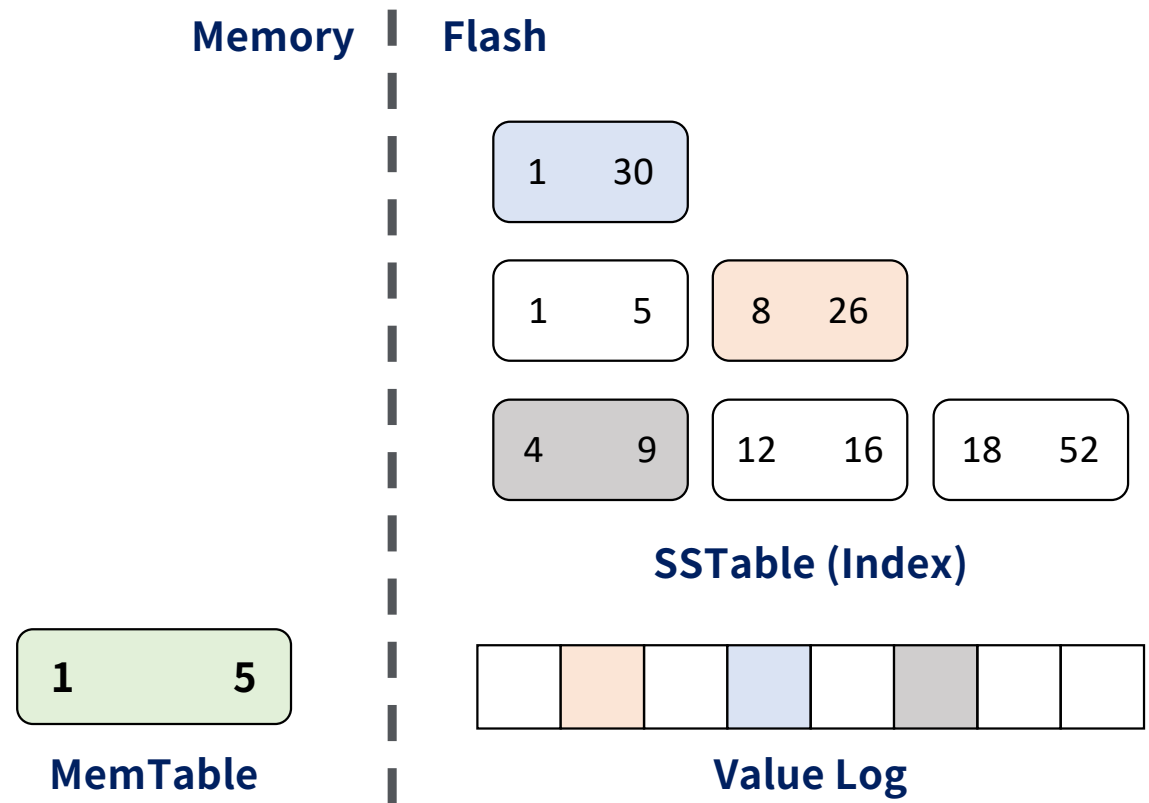 Memory
Flash
1 30
1 5
8 26
4 9
12 16
18 52
SSTable (Index)
1 5
MemTable
Value Log